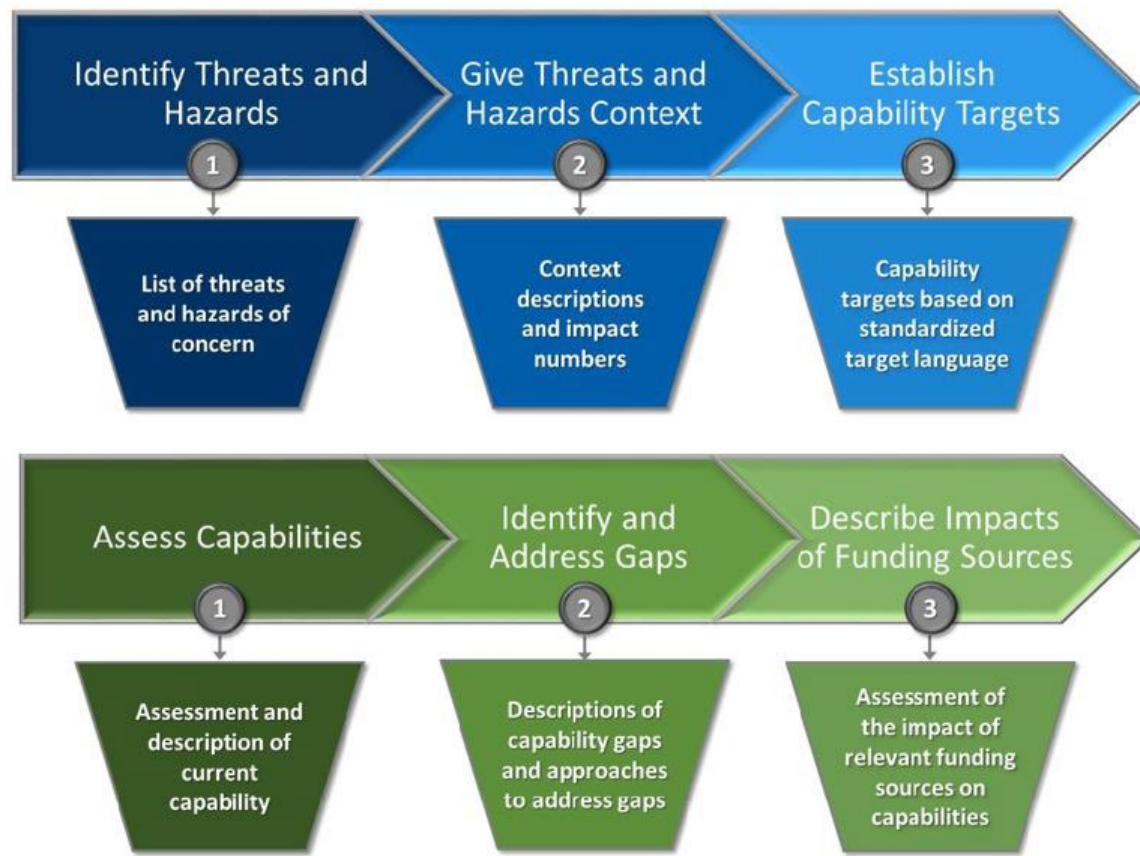 Identify Threats and
Hazards
1
Give Threats and
Hazards Context
2
Establish
Capability Targets
3
List of threats
and hazards of
concern
Context
descriptions
and impact
numbers
Capability
targets based on
standardized
target language
Assess Capabilities
1
Identify and
Address Gaps
2
Describe Impacts
of Funding Sources
3
Assessment and
description of
current
capability
Descriptions of
capability gaps
and approaches
to address gaps
Assessment of
the impact of
relevant funding
sources on
capabilities